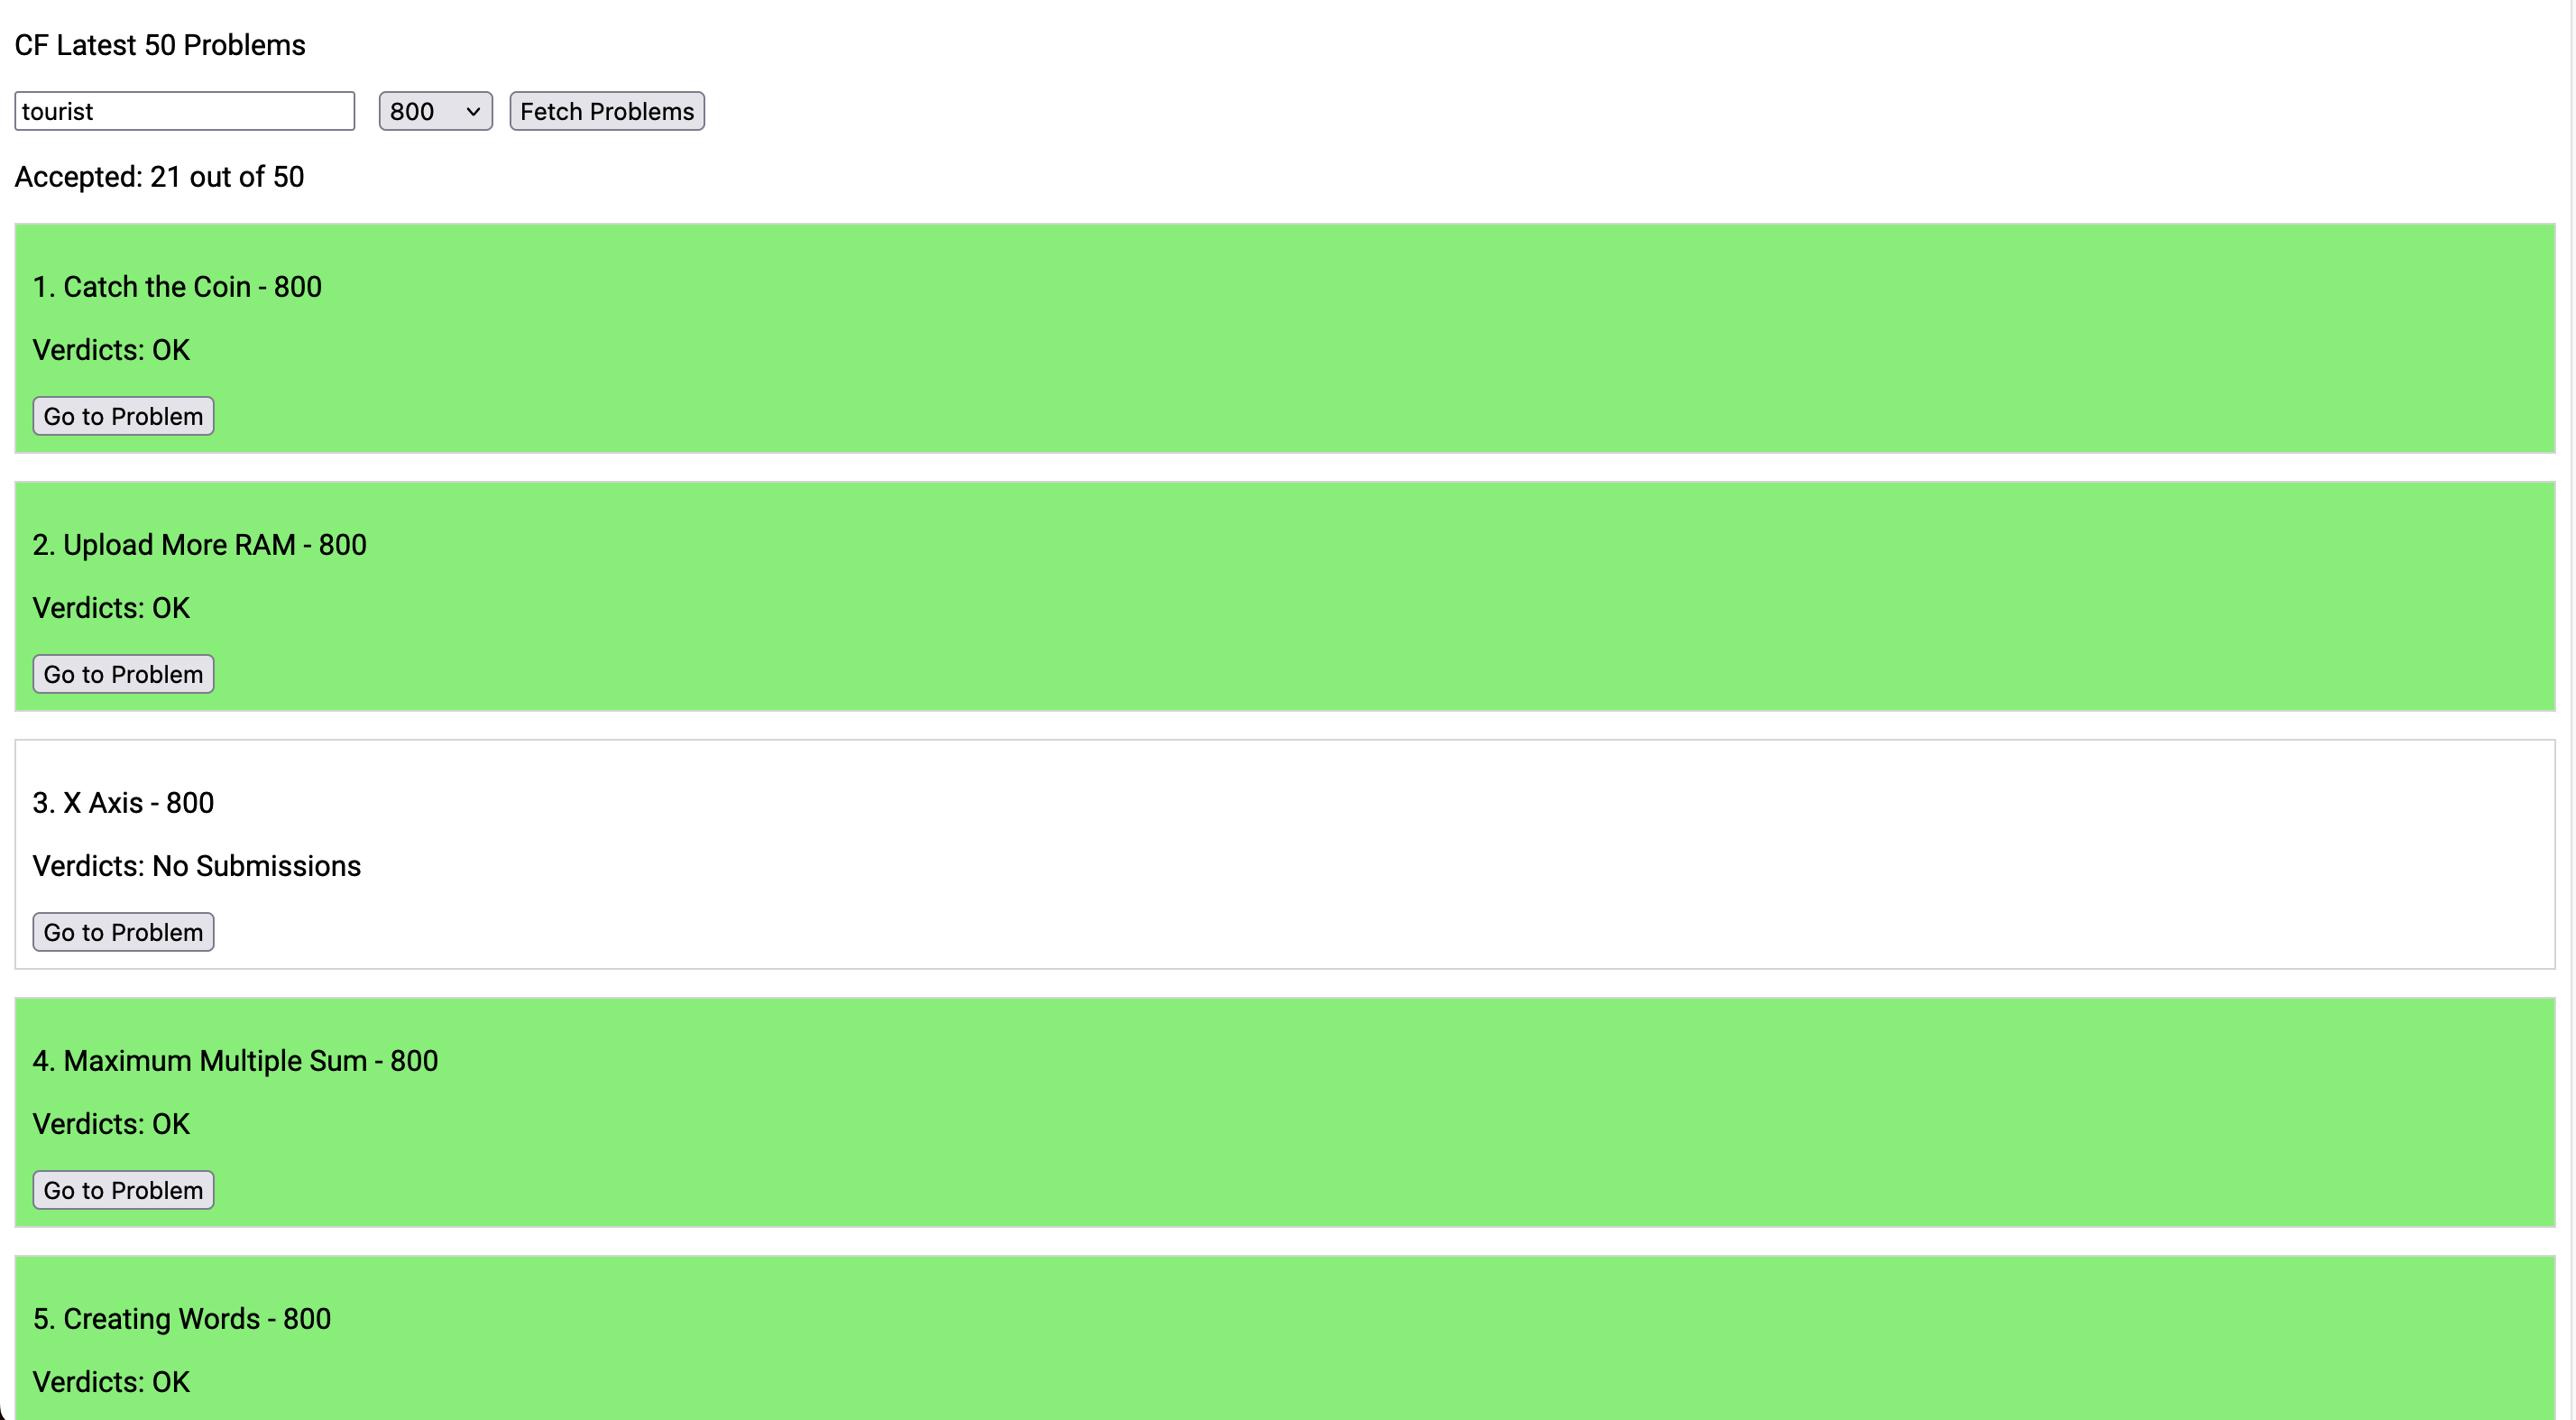 CF Latest 50 Problems
tourist 800 Fetch Problems
Accepted: 21 out of 50
1. Catch the Coin - 800
Verdicts: OK
Go to Problem
2. Upload More RAM - 800
Verdicts: OK
Go to Problem
3. X Axis - 800
Verdicts: No Submissions
Go to Problem
4. Maximum Multiple Sum - 800
Verdicts: OK
Go to Problem
5. Creating Words - 800
Verdicts: OK